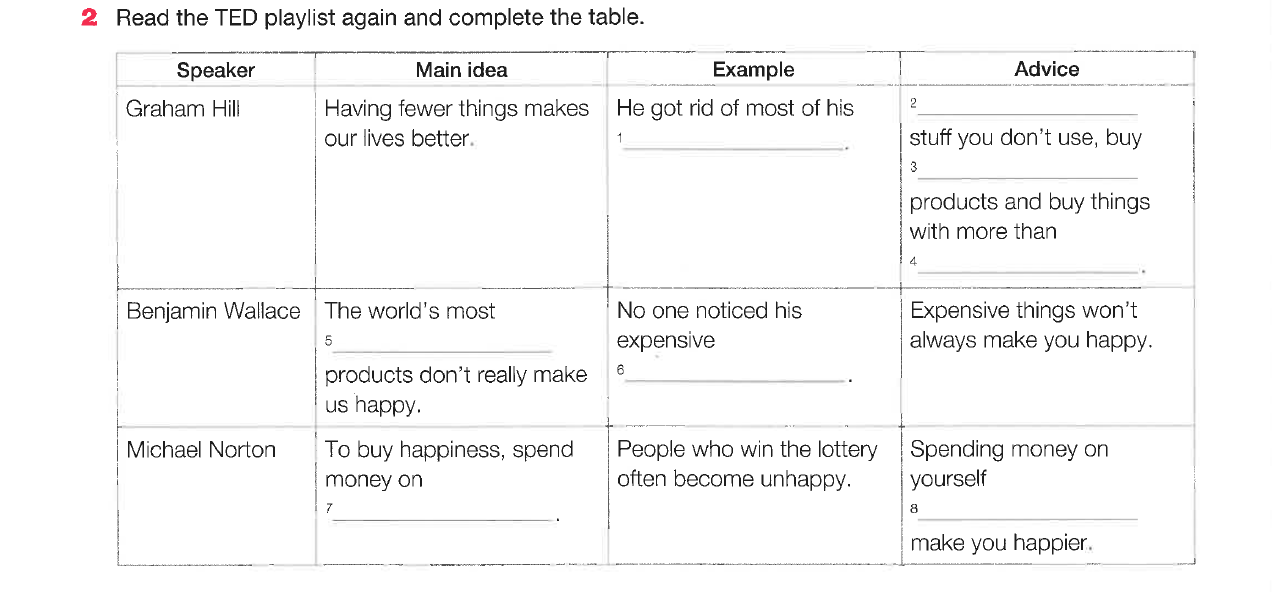 2 Read the TED playlist again and complete the table.
Speaker
Main idea
Example
Advice
Graham Hill
Having fewer things makes
our lives better.
He got rid of most of his
1 .
2
stuff you don't use, buy
3
products and buy things
with more than
4 .
Benjamin Wallace
The world's most
5
products don't really make
us happy.
No one noticed his
expensive
6 .
Expensive things won't
always make you happy.
Michael Norton
To buy happiness, spend
money on
7 .
People who win the lottery
often become unhappy.
Spending money on
yourself
8
make you happier.